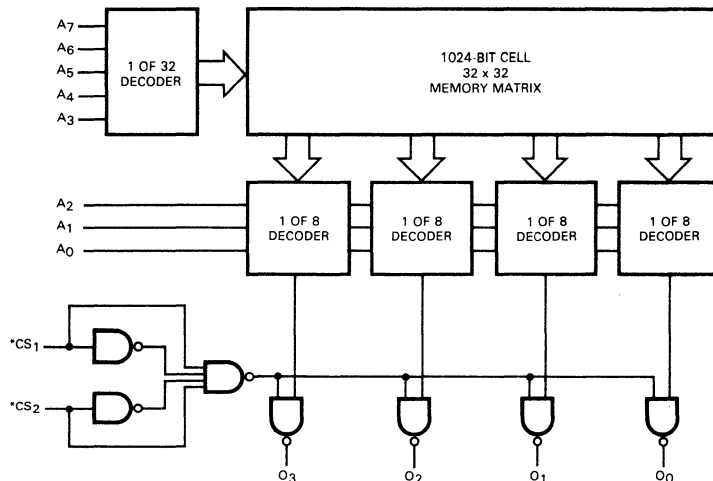 A7
A6
A5
A4
A3
1 OF 32
DECODER
1024-BIT CELL
32 x 32
MEMORY MATRIX
A2
A1
A0
1 OF 8
DECODER
1 OF 8
DECODER
1 OF 8
DECODER
1 OF 8
DECODER
*CS1
*CS2
O3
O2
O1
O0